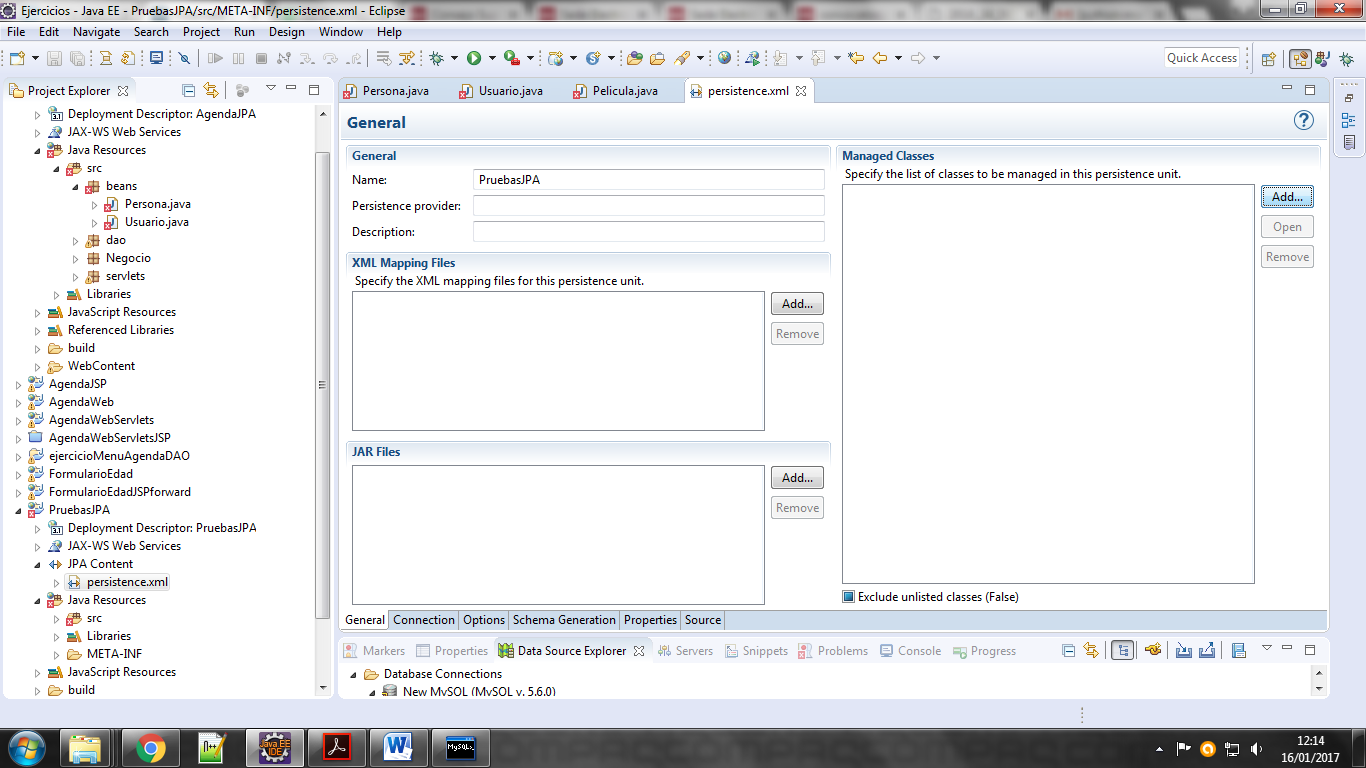 Ejercicios - Java EE - PruebasJPA/src/META-INF/persistence.xml - Eclipse
File Edit Navigate Search Project Run Design Window Help
Quick Access
Project Explorer
Deployment Descriptor: AgendaJPA
JAX-WS Web Services
Java Resources
src
beans
Persona.java
Usuario.java
dao
Negocio
servlets
Libraries
JavaScript Resources
Referenced Libraries
build
WebContent
AgendaJSP
AgendaWeb
AgendaWebServlets
AgendaWebServletsJSP
ejercicioMenuAgendaDAO
FormularioEdad
FormularioEdadJSPforward
PruebasJPA
Deployment Descriptor: PruebasJPA
JAX-WS Web Services
JPA Content
persistence.xml
Java Resources
src
Libraries
META-INF
JavaScript Resources
build
Persona.java Usuario.java Pelicula.java persistence.xml
General
General
Name: PruebasJPA
Persistence provider:
Description:
XML Mapping Files
Specify the XML mapping files for this persistence unit.
Add...
Remove
JAR Files
Add...
Remove
Managed Classes
Specify the list of classes to be managed in this persistence unit.
Add...
Open
Remove
Exclude unlisted classes (False)
General Connection Options Schema Generation Properties Source
Markers Properties Data Source Explorer Servers Snippets Problems Console Progress
Database Connections
New MySQL (MySQL v. 5.6.0)
Java EE
IDE
12:14
16/01/2017